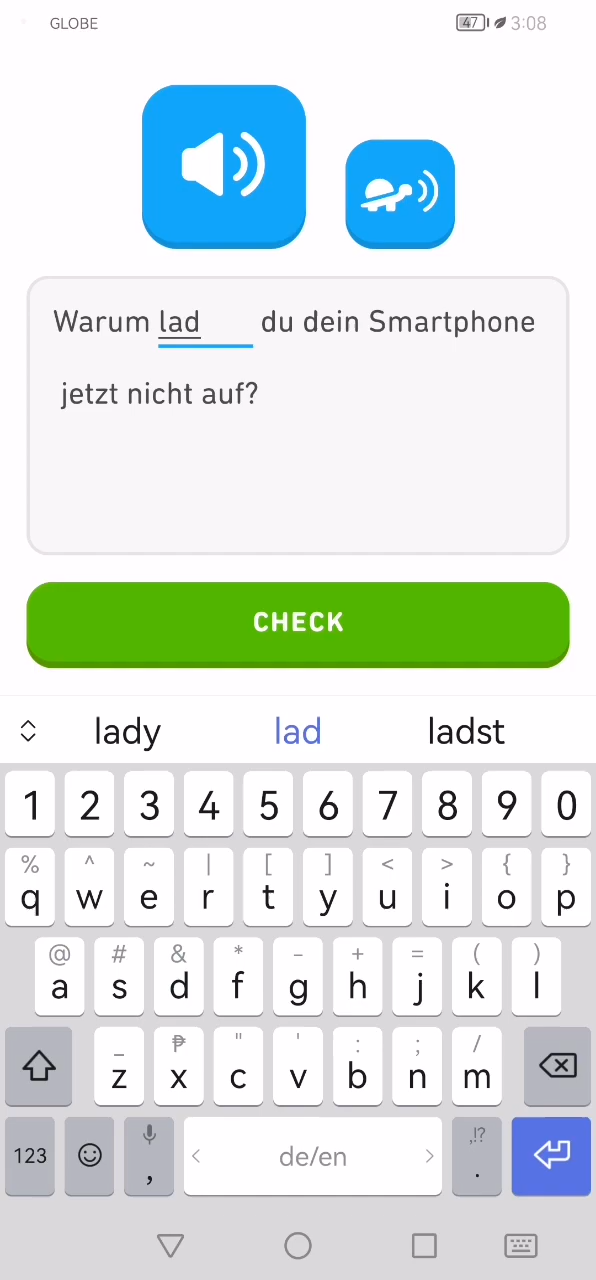 GLOBE 47 3:08
Warum lad du dein Smartphone
jetzt nicht auf?
CHECK
lady lad ladst
1 2 3 4 5 6 7 8 9 0
% ^ ~ | [ ] < > { }
q w e r t y u i o p
@ # & * - + = ( )
a s d f g h j k l
_ ₱ " ' : ; /
z x c v b n m
123 , de/en ,!? .